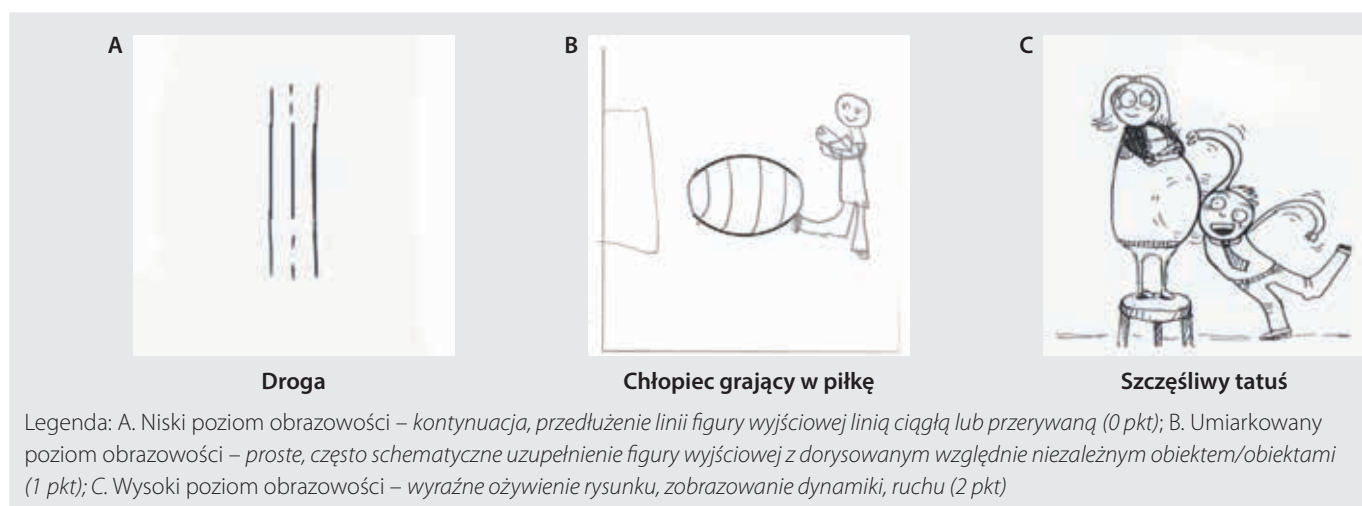 A
B
C
Droga
Chłopiec grający w piłkę
Szczęśliwy tatuś
Legenda: A. Niski poziom obrazowości – kontynuacja, przedłużenie linii figury wyjściowej linią ciągłą lub przerywaną (0 pkt); B. Umiarkowany
poziom obrazowości – proste, często schematyczne uzupełnienie figury wyjściowej z dorysowanym względnie niezależnym obiektem/obiektami
(1 pkt); C. Wysoki poziom obrazowości – wyraźne ożywienie rysunku, zobrazowanie dynamiki, ruchu (2 pkt)